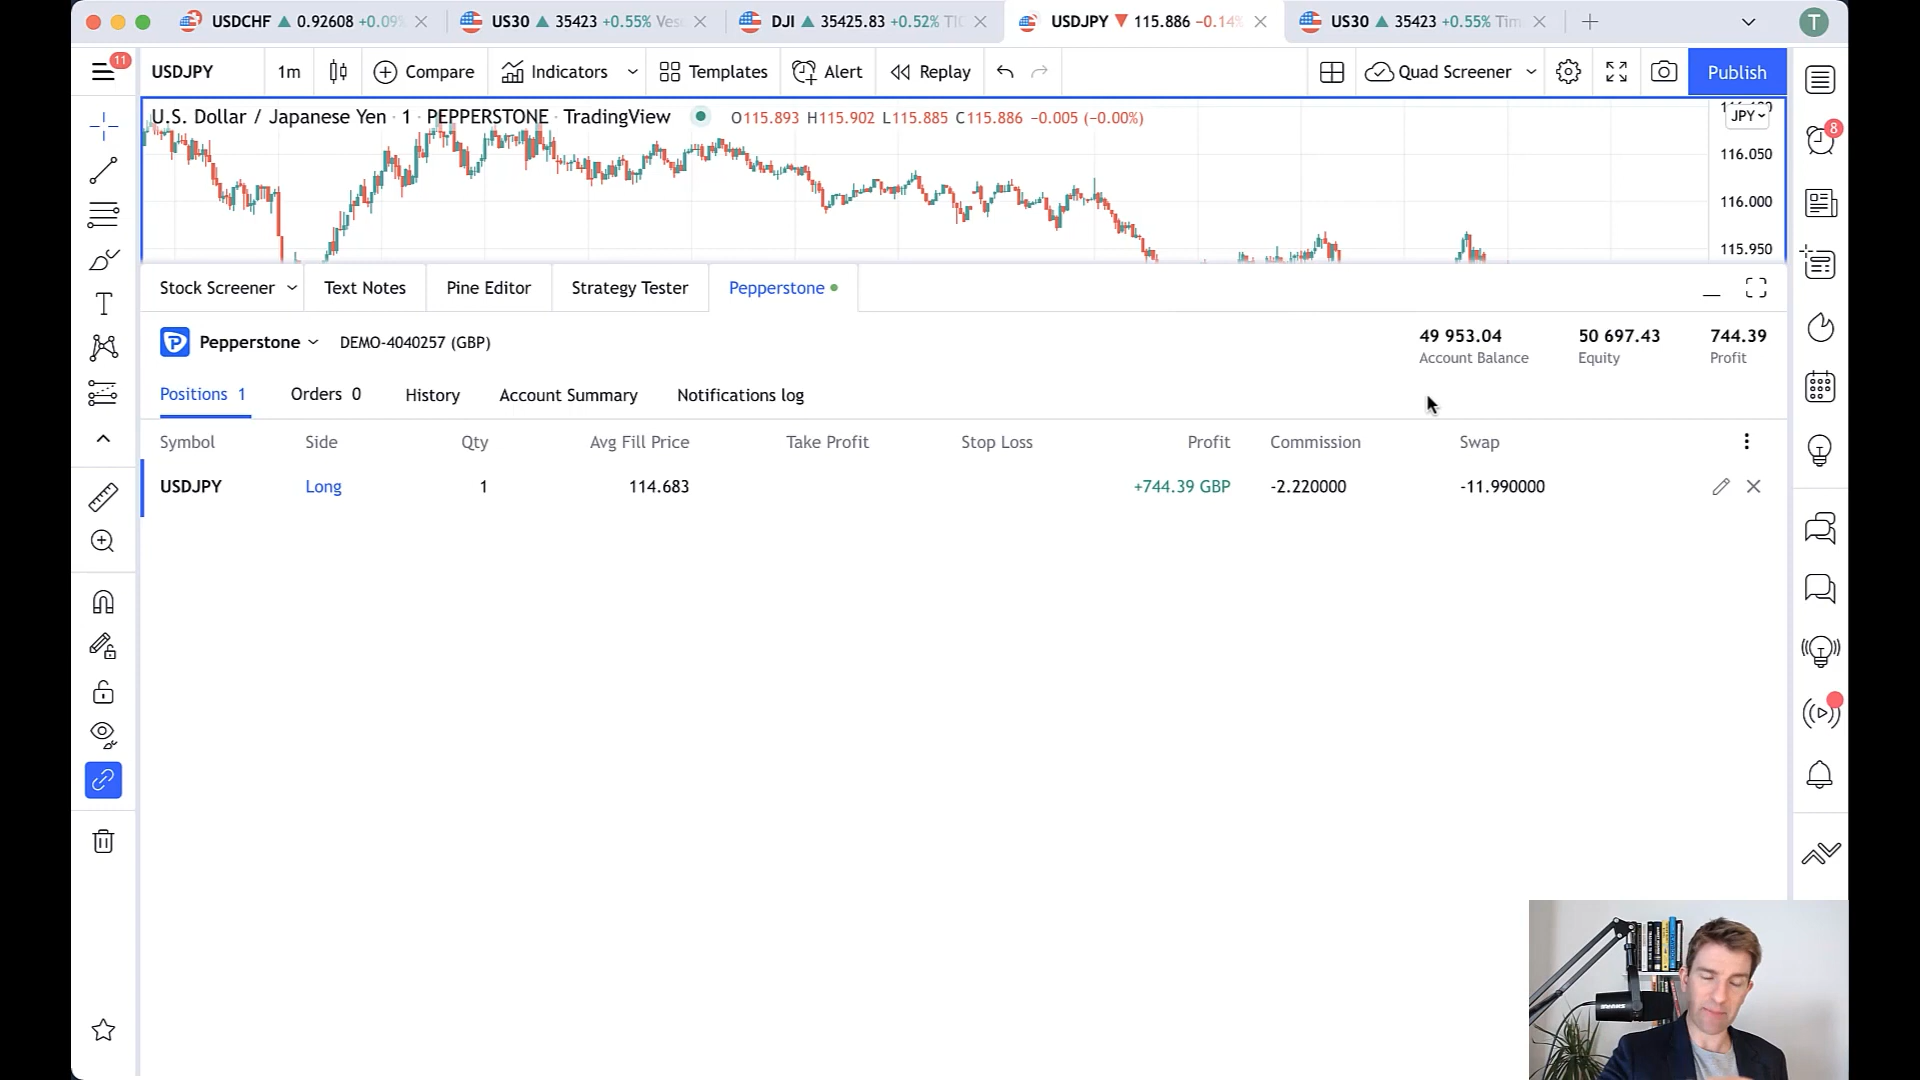 USDCHF ▲ 0.92608 +0.09%
US30 ▲ 35423 +0.55% Ves
DJI ▲ 35425.83 +0.52% TIC
USDJPY ▼ 115.886 −0.14%
US30 ▲ 35423 +0.55% Tim
T
11
USDJPY
1m
Compare
Indicators
Templates
Alert
Replay
Quad Screener
Publish
U.S. Dollar / Japanese Yen · 1 · PEPPERSTONE · TradingView
O115.893 H115.902 L115.885 C115.886 −0.005 (−0.00%)
JPY
116.050
116.000
115.950
8
Stock Screener
Text Notes
Pine Editor
Strategy Tester
Pepperstone
Pepperstone
DEMO-4040257 (GBP)
49 953.04
Account Balance
50 697.43
Equity
744.39
Profit
Positions 1
Orders 0
History
Account Summary
Notifications log
Symbol Side Qty Avg Fill Price Take Profit Stop Loss Profit Commission Swap
USDJPY Long 1 114.683 +744.39 GBP -2.220000 -11.990000